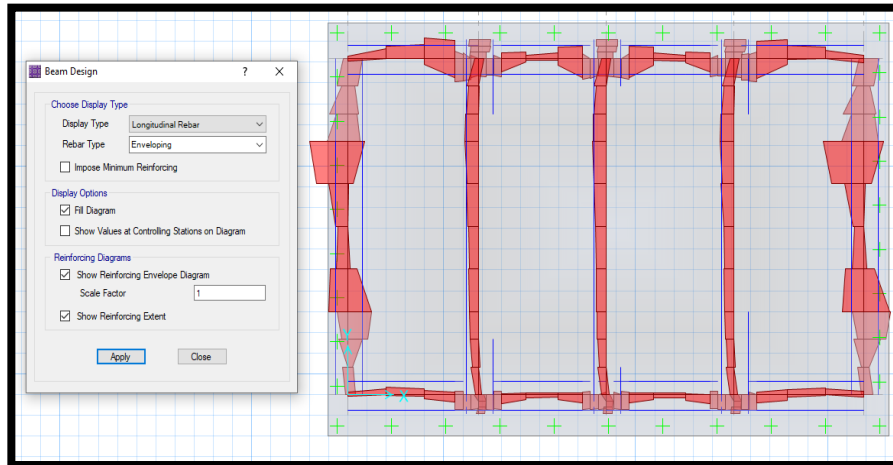 Beam Design
?
Choose Display Type
Display Type
Longitudinal Rebar
Rebar Type
Enveloping
Impose Minimum Reinforcing
Display Options
Fill Diagram
Show Values at Controlling Stations on Diagram
Reinforcing Diagrams
Show Reinforcing Envelope Diagram
Scale Factor
1
Show Reinforcing Extent
Apply
Close
Y
X